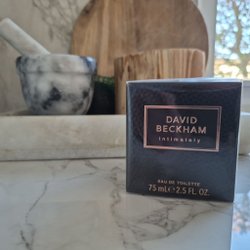 DAVID
BECKHAM
Intimately
EAU DE TOILETTE
75 mL ℮ 2.5 FL. OZ.